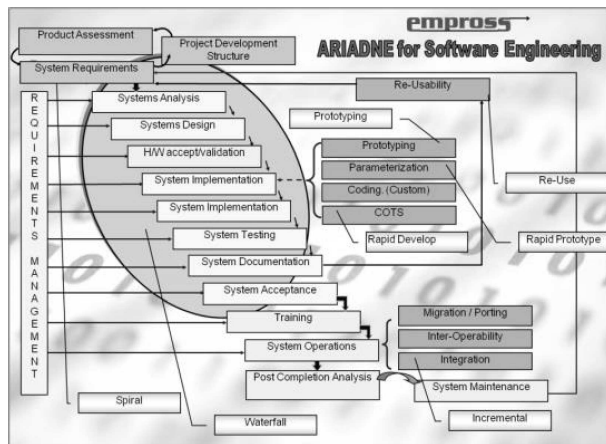 empross
ARIADNE for Software Engineering
Product Assessment
Project Development
Structure
System Requirements
Systems Analysis
Re-Usability
Prototyping
Systems Design
H/W accept/validation
Prototyping
System Implementation
Parameterization
Re-Use
System Implementation
Coding. (Custom)
COTS
System Testing
Rapid Develop
Rapid Prototype
System Documentation
System Acceptance
Training
Migration / Porting
System Operations
Inter-Operability
Integration
Post Completion Analysis
System Maintenance
Spiral
Waterfall
Incremental
REQUIREMENTS MANAGEMENT